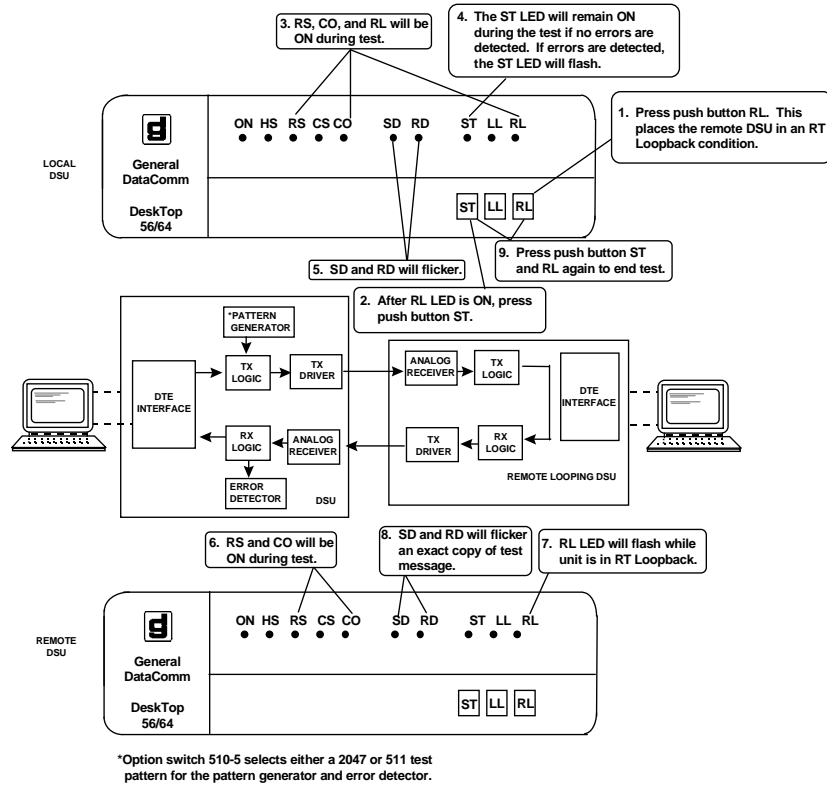 3. RS, CO, and RL will be
ON during test.
4. The ST LED will remain ON
during the test if no errors are
detected. If errors are detected,
the ST LED will flash.
1. Press push button RL. This
places the remote DSU in an RT
Loopback condition.
LOCAL
DSU
General
DataComm
DeskTop
56/64
ON HS RS CS CO SD RD ST LL RL
ST LL RL
5. SD and RD will flicker.
9. Press push button ST
and RL again to end test.
2. After RL LED is ON, press
push button ST.
*PATTERN
GENERATOR
DTE
INTERFACE
TX
LOGIC
TX
DRIVER
RX
LOGIC
ANALOG
RECEIVER
ERROR
DETECTOR
DSU
ANALOG
RECEIVER
TX
LOGIC
DTE
INTERFACE
TX
DRIVER
RX
LOGIC
REMOTE LOOPING DSU
6. RS and CO will be
ON during test.
8. SD and RD will flicker
an exact copy of test
message.
7. RL LED will flash while
unit is in RT Loopback.
REMOTE
DSU
General
DataComm
DeskTop
56/64
ON HS RS CS CO SD RD ST LL RL
ST LL RL
*Option switch 510-5 selects either a 2047 or 511 test
pattern for the pattern generator and error detector.